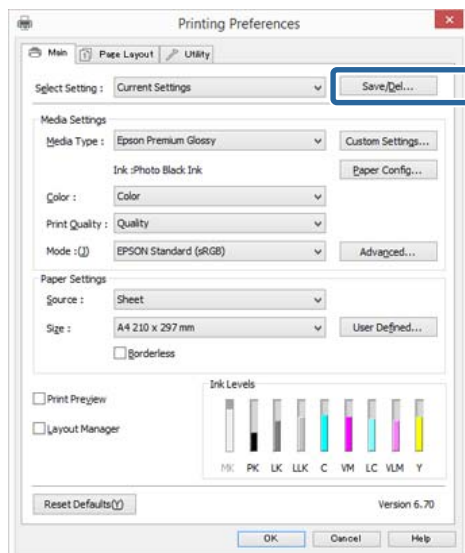 Printing Preferences
Main Page Layout Utility
Select Setting : Current Settings Save/Del...
Media Settings
Media Type : Epson Premium Glossy Custom Settings...
Ink :Photo Black Ink Paper Config...
Color : Color
Print Quality : Quality
Mode :(J) EPSON Standard (sRGB) Advanced...
Paper Settings
Source : Sheet
Size : A4 210 x 297 mm User Defined...
Borderless
Ink Levels
Print Preview
Layout Manager
MK PK LK LLK C VM LC VLM Y
Reset Defaults(Y) Version 6.70
OK Cancel Help